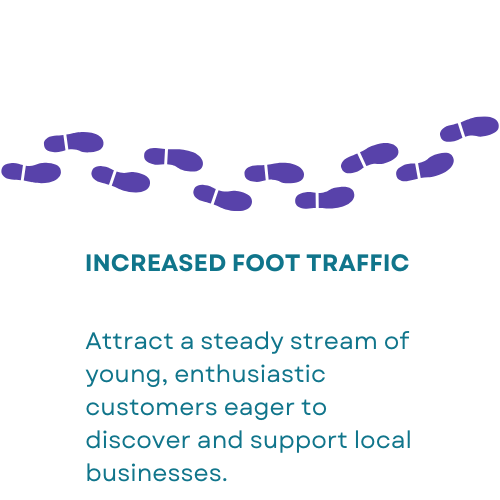 INCREASED FOOT TRAFFIC
Attract a steady stream of
young, enthusiastic
customers eager to
discover and support local
businesses.